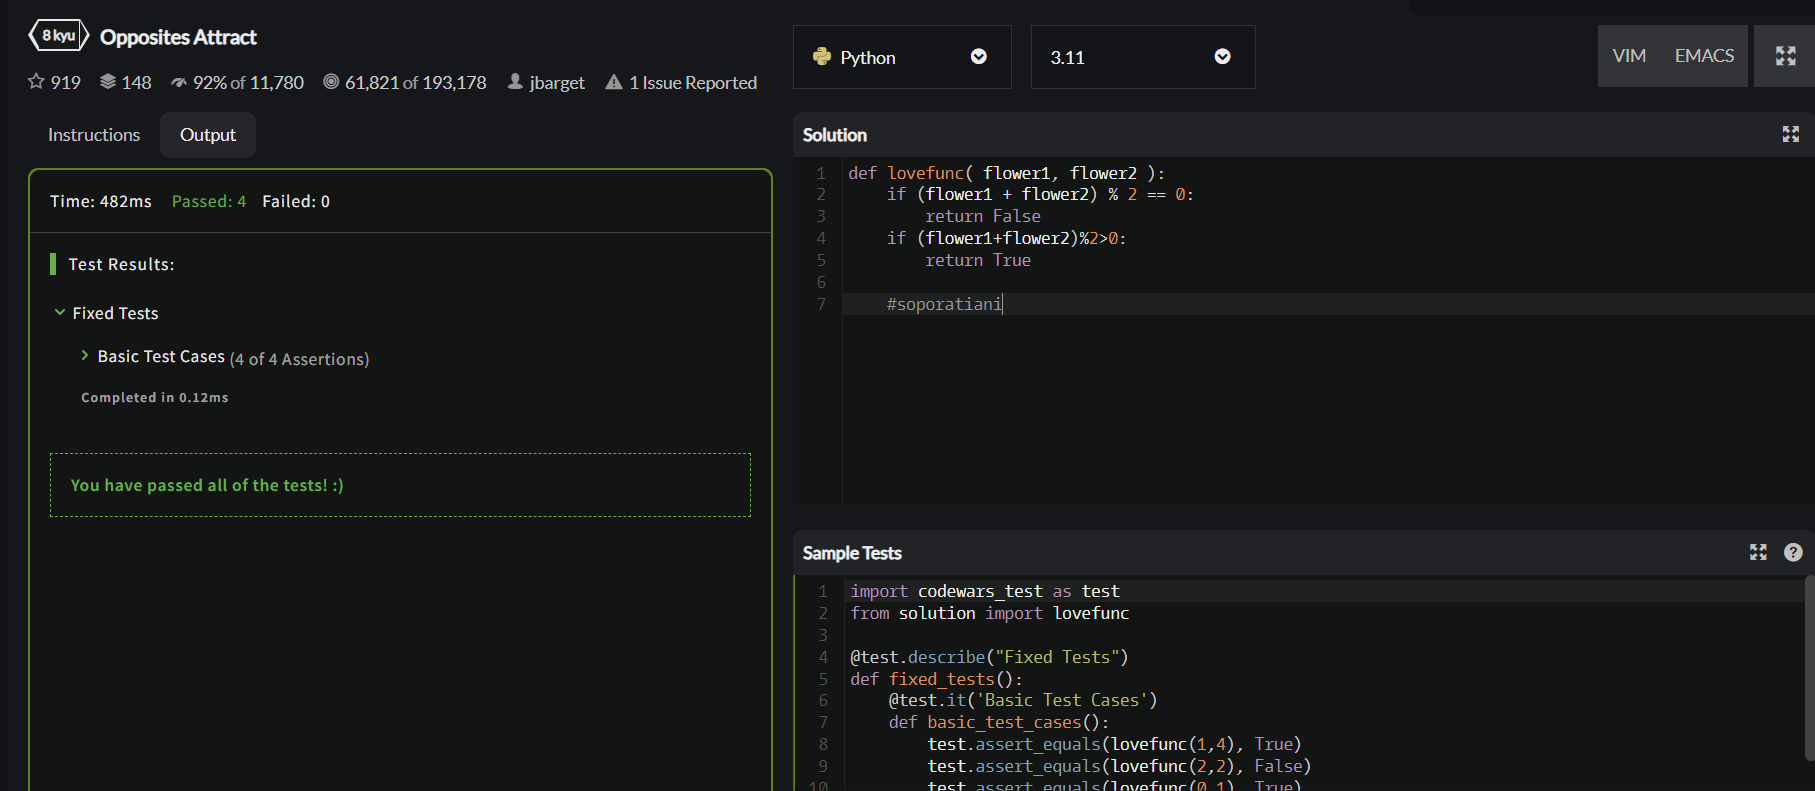 8 kyu Opposites Attract
919 148 92% of 11,780 61,821 of 193,178 jbarget 1 Issue Reported
Instructions Output
Time: 482ms Passed: 4 Failed: 0
Test Results:
Fixed Tests
Basic Test Cases (4 of 4 Assertions)
Completed in 0.12ms
You have passed all of the tests! :)
Python 3.11 VIM EMACS
Solution
1 def lovefunc( flower1, flower2 ):
2     if (flower1 + flower2) % 2 == 0:
3         return False
4     if (flower1+flower2)%2>0:
5         return True
6
7     #soporatiani
Sample Tests ?
1 import codewars_test as test
2 from solution import lovefunc
3
4 @test.describe("Fixed Tests")
5 def fixed_tests():
6     @test.it('Basic Test Cases')
7     def basic_test_cases():
8         test.assert_equals(lovefunc(1,4), True)
9         test.assert_equals(lovefunc(2,2), False)
10         test.assert_equals(lovefunc(0,1), True)